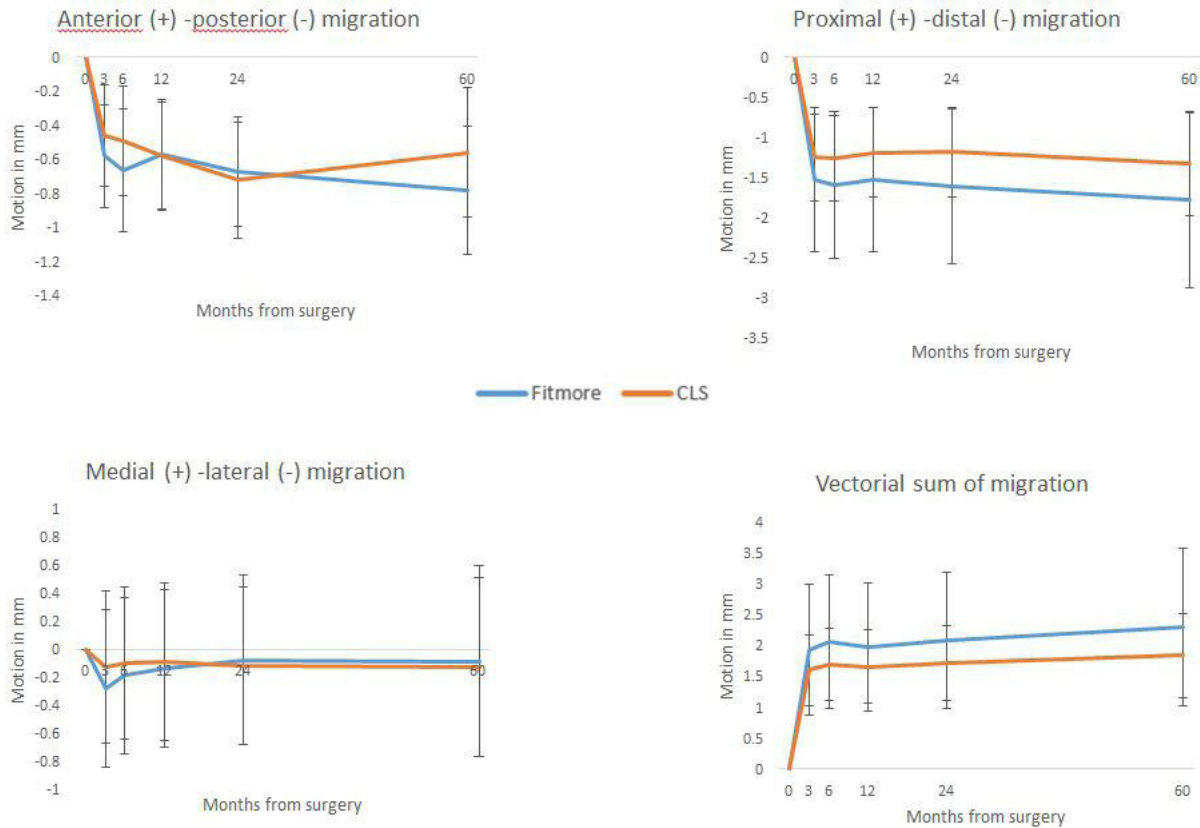 Anterior (+) -posterior (-) migration
0
-0.2
-0.4
-0.6
-0.8
-1
-1.2
-1.4
0 3 6 12 24 60
Motion in mm
Months from surgery
Proximal (+) -distal (-) migration
0
-0.5
-1
-1.5
-2
-2.5
-3
-3.5
0 3 6 12 24 60
Motion in mm
Months from surgery
Fitmore CLS
Medial (+) -lateral (-) migration
1
0.8
0.6
0.4
0.2
0
-0.2
-0.4
-0.6
-0.8
-1
0 3 6 12 24 60
Motion in mm
Months from surgery
Vectorial sum of migration
4
3.5
3
2.5
2
1.5
1
0.5
0
0 3 6 12 24 60
Motion in mm
Months from surgery